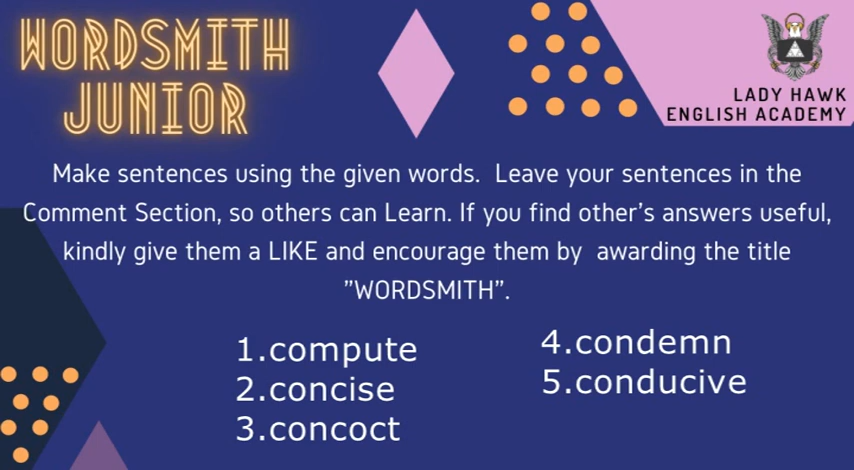 WORDSMITH
JUNIOR
LADY HAWK
ENGLISH ACADEMY
Make sentences using the given words. Leave your sentences in the
Comment Section, so others can Learn. If you find other's answers useful,
kindly give them a LIKE and encourage them by awarding the title
"WORDSMITH".
1.compute
2.concise
3.concoct
4.condemn
5.conducive